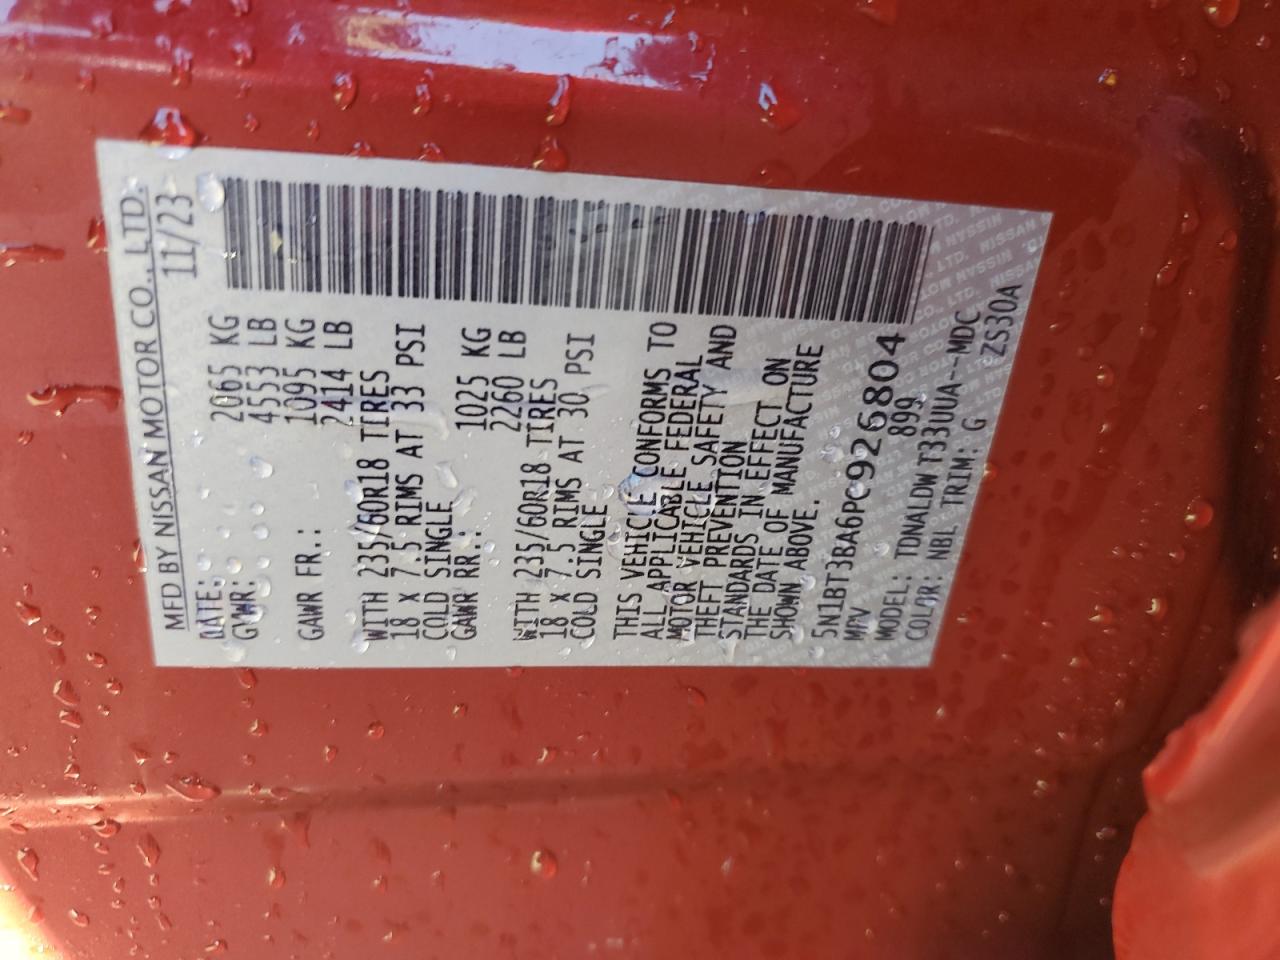 MFD BY NISSAN MOTOR CO., LTD.
DATE: 11/23
GVWR: 2065 KG
4553 LB
GAWR FR.: 1095 KG
2414 LB
WITH 235/60R18 TIRES
18 X 7.5 RIMS AT 33 PSI
COLD SINGLE
GAWR RR.: 1025 KG
2260 LB
WITH 235/60R18 TIRES
18 X 7.5 RIMS AT 30 PSI
COLD SINGLE
THIS VEHICLE CONFORMS TO
ALL APPLICABLE FEDERAL
MOTOR VEHICLE SAFETY AND
THEFT PREVENTION
STANDARDS IN EFFECT ON
THE DATE OF MANUFACTURE
SHOWN ABOVE.
5N1BT3BA6PC926804
MPV 899
MODEL: TDNALDWT33UUA--MDC
COLOR: NBL TRIM: G ZS30A